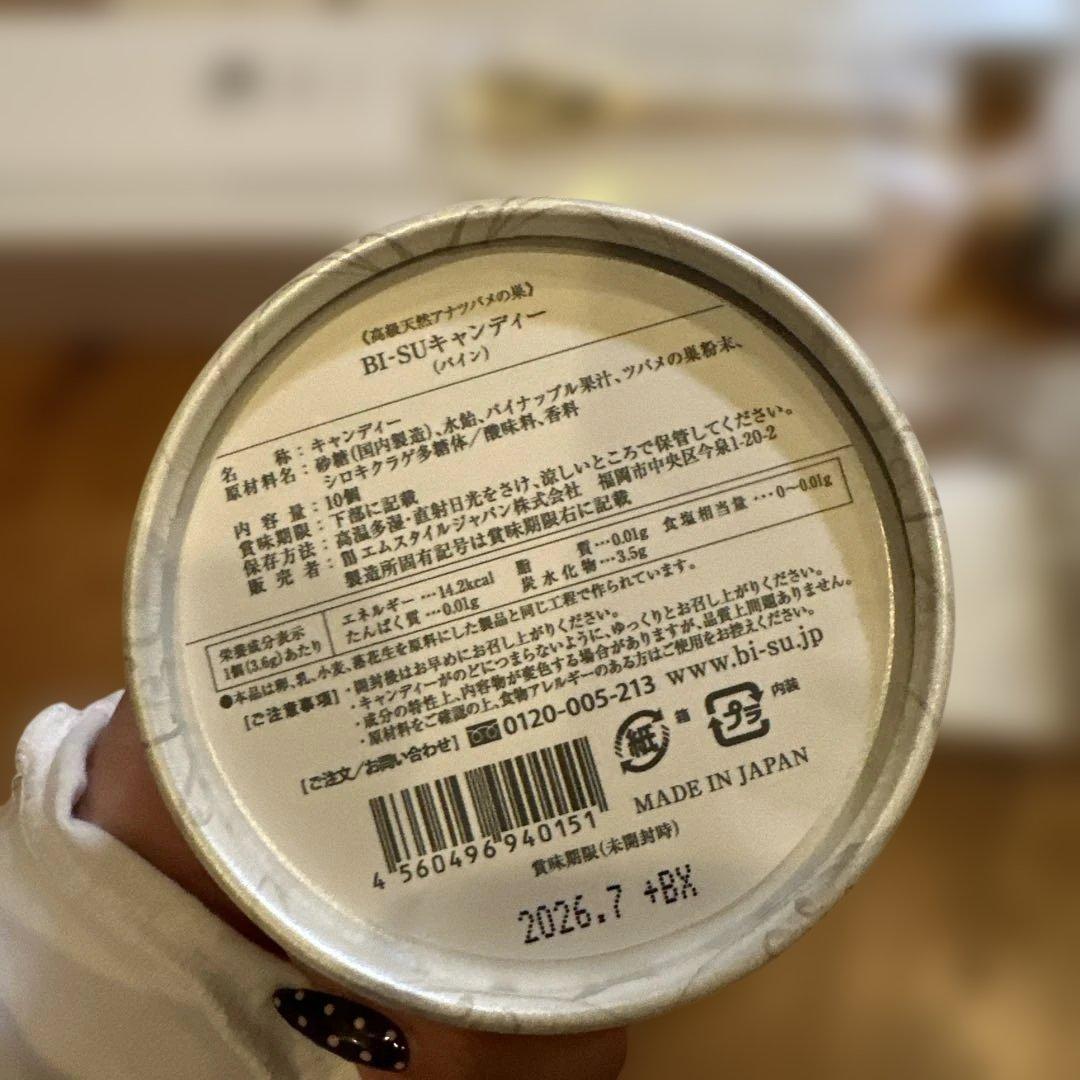 《高級天然アナツバメの巣》
BI-SUキャンディー
(パイン)
名　　称：キャンディー
原材料名：砂糖(国内製造)、水飴、パイナップル果汁、ツバメの巣粉末、
シロキクラゲ多糖体／酸味料、香料
内 容 量：10個
賞味期限：下部に記載
保存方法：高温多湿・直射日光をさけ、涼しいところで保管してください。
販 売 者：㈽エムスタイルジャパン株式会社　福岡市中央区今泉1-20-2
製造所固有記号は賞味期限右に記載
栄養成分表示
1個(3.6g)あたり
エネルギー…14.2kcal　脂　　質…0.01g　食塩相当量…0～0.01g
たんぱく質…0.01g　炭水化物…3.5g
●本品は卵、乳、小麦、落花生を原料にした製品と同じ工程で作られています。
[ご注意事項]・開封後はお早めにお召し上がりください。
・キャンディーがのどにつまらないように、ゆっくりとお召し上がりください。
・成分の特性上、内容物が変色する場合がありますが、品質上問題ありません。
・原材料をご確認の上、食物アレルギーのある方はご使用をお控えください。
[ご注文/お問い合わせ] 0120-005-213 www.bi-su.jp
紙 箱 プラ 内装
MADE IN JAPAN
4 560496 940151
賞味期限(未開封時)
2026.7 +BX